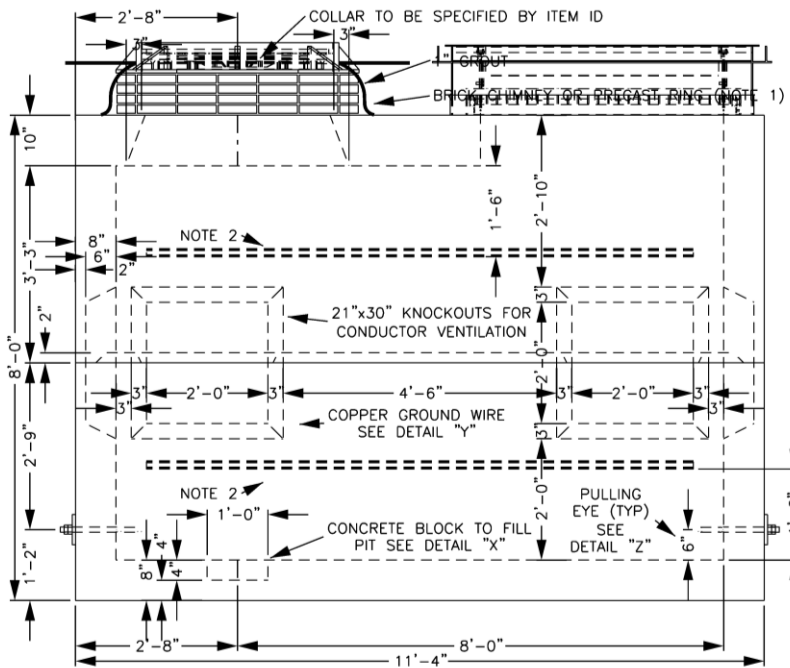 2'-8"
COLLAR TO BE SPECIFIED BY ITEM ID
3"
3"
1" GROUT
BRICK CHIMNEY OR PRECAST RING (NOTE 1)
10"
1'-6"
2'-10"
8"
NOTE 2
6"
2"
3'-3"
21"x30" KNOCKOUTS FOR
CONDUCTOR VENTILATION
3"
2"
8'-0"
2'-0"
3"
2'-0"
3"
4'-6"
3"
2'-0"
3"
3"
COPPER GROUND WIRE
SEE DETAIL "Y"
3"
2'-9"
NOTE 2
1'-0"
2'-0"
PULLING
EYE (TYP)
SEE
DETAIL "Z"
CONCRETE BLOCK TO FILL
PIT SEE DETAIL "X"
4"
6"
1'-2"
8"
4"
2'-8"
8'-0"
11'-4"